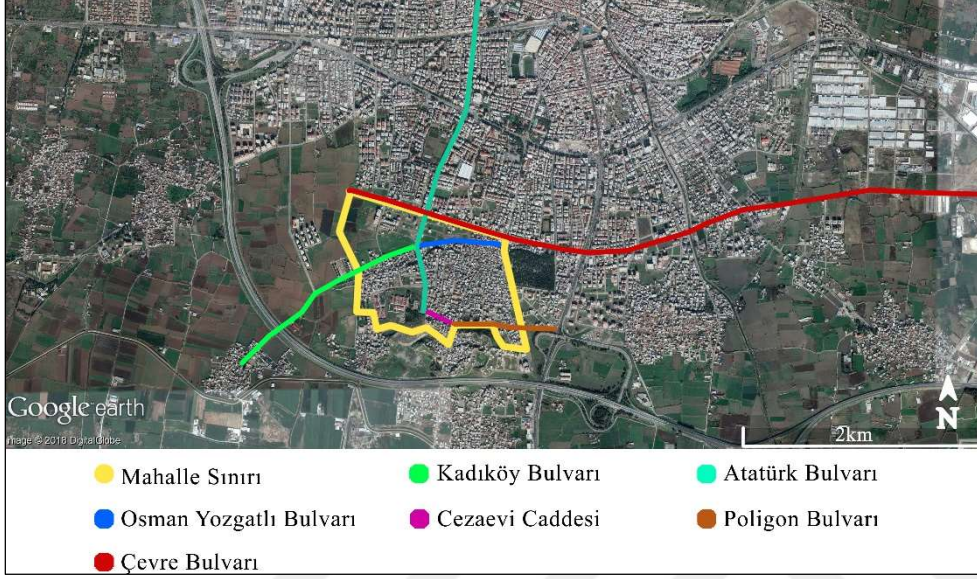 Google earth
Image © 2018 DigitalGlobe
N
2km
Mahalle Sınırı
Kadıköy Bulvarı
Atatürk Bulvarı
Osman Yozgatlı Bulvarı
Cezaevi Caddesi
Poligon Bulvarı
Çevre Bulvarı